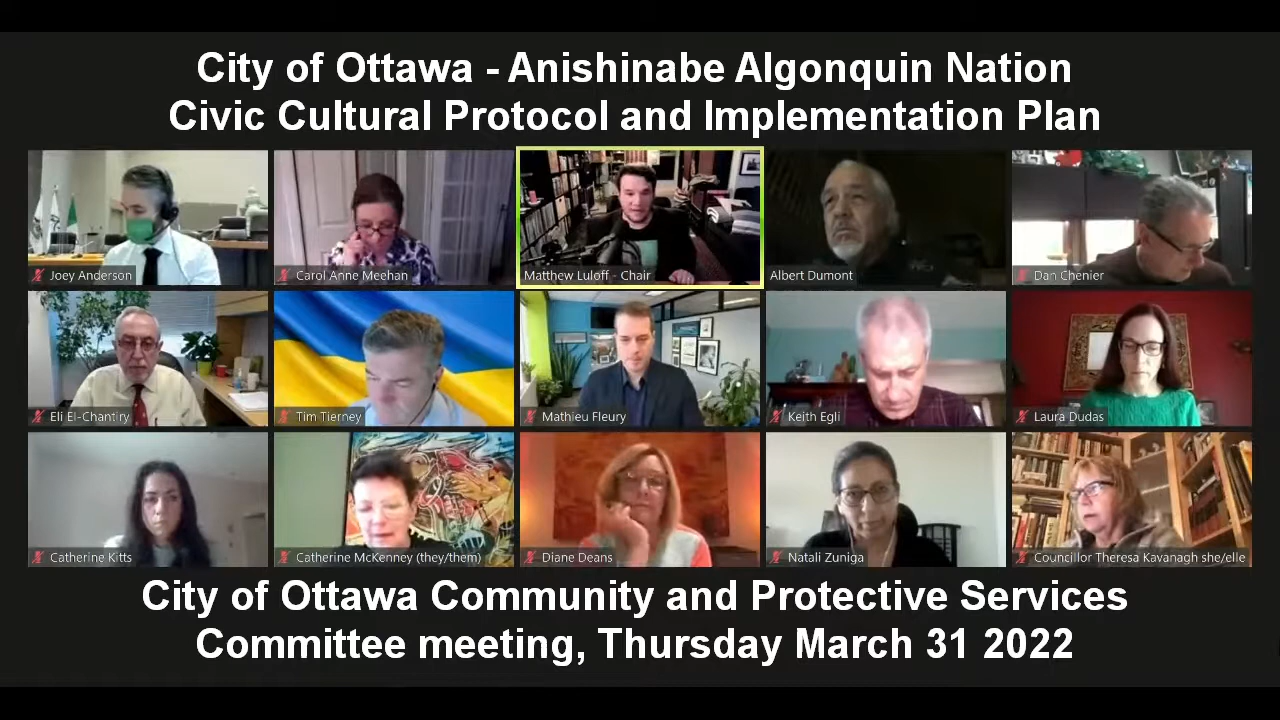 City of Ottawa - Anishinabe Algonquin Nation
Civic Cultural Protocol and Implementation Plan
Joey Anderson
Carol Anne Meehan
Matthew Luloff - Chair
Albert Dumont
Dan Chenier
Eli El-Chantiry
Tim Tierney
Mathieu Fleury
Keith Egli
Laura Dudas
Catherine Kitts
Catherine McKenney (they/them)
Diane Deans
Natali Zuniga
Councillor Theresa Kavanagh she/elle
City of Ottawa Community and Protective Services
Committee meeting, Thursday March 31 2022